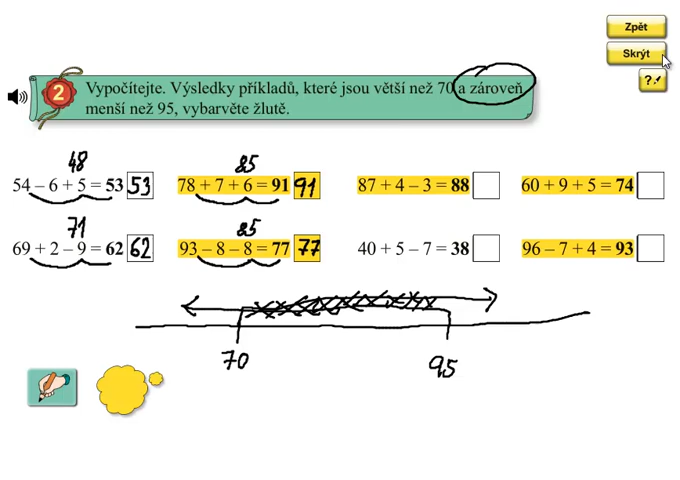 Zpět
Skrýt
?
2 Vypočítejte. Výsledky příkladů, které jsou větší než 70 a zároveň
menší než 95, vybarvěte žlutě.
48 85
54 – 6 + 5 = 53 53 78 + 7 + 6 = 91 91 87 + 4 – 3 = 88 60 + 9 + 5 = 74
71 85
69 + 2 – 9 = 62 62 93 – 8 – 8 = 77 77 40 + 5 – 7 = 38 96 – 7 + 4 = 93
70 95